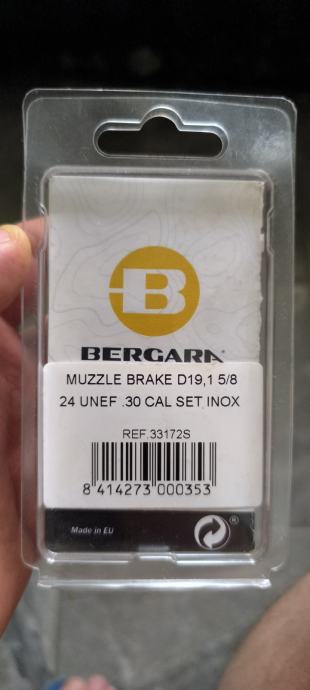 B
BERGARA
MUZZLE BRAKE D19,1 5/8
24 UNEF .30 CAL SET INOX
REF.33172S
8 414273 000353
Made in EU
®